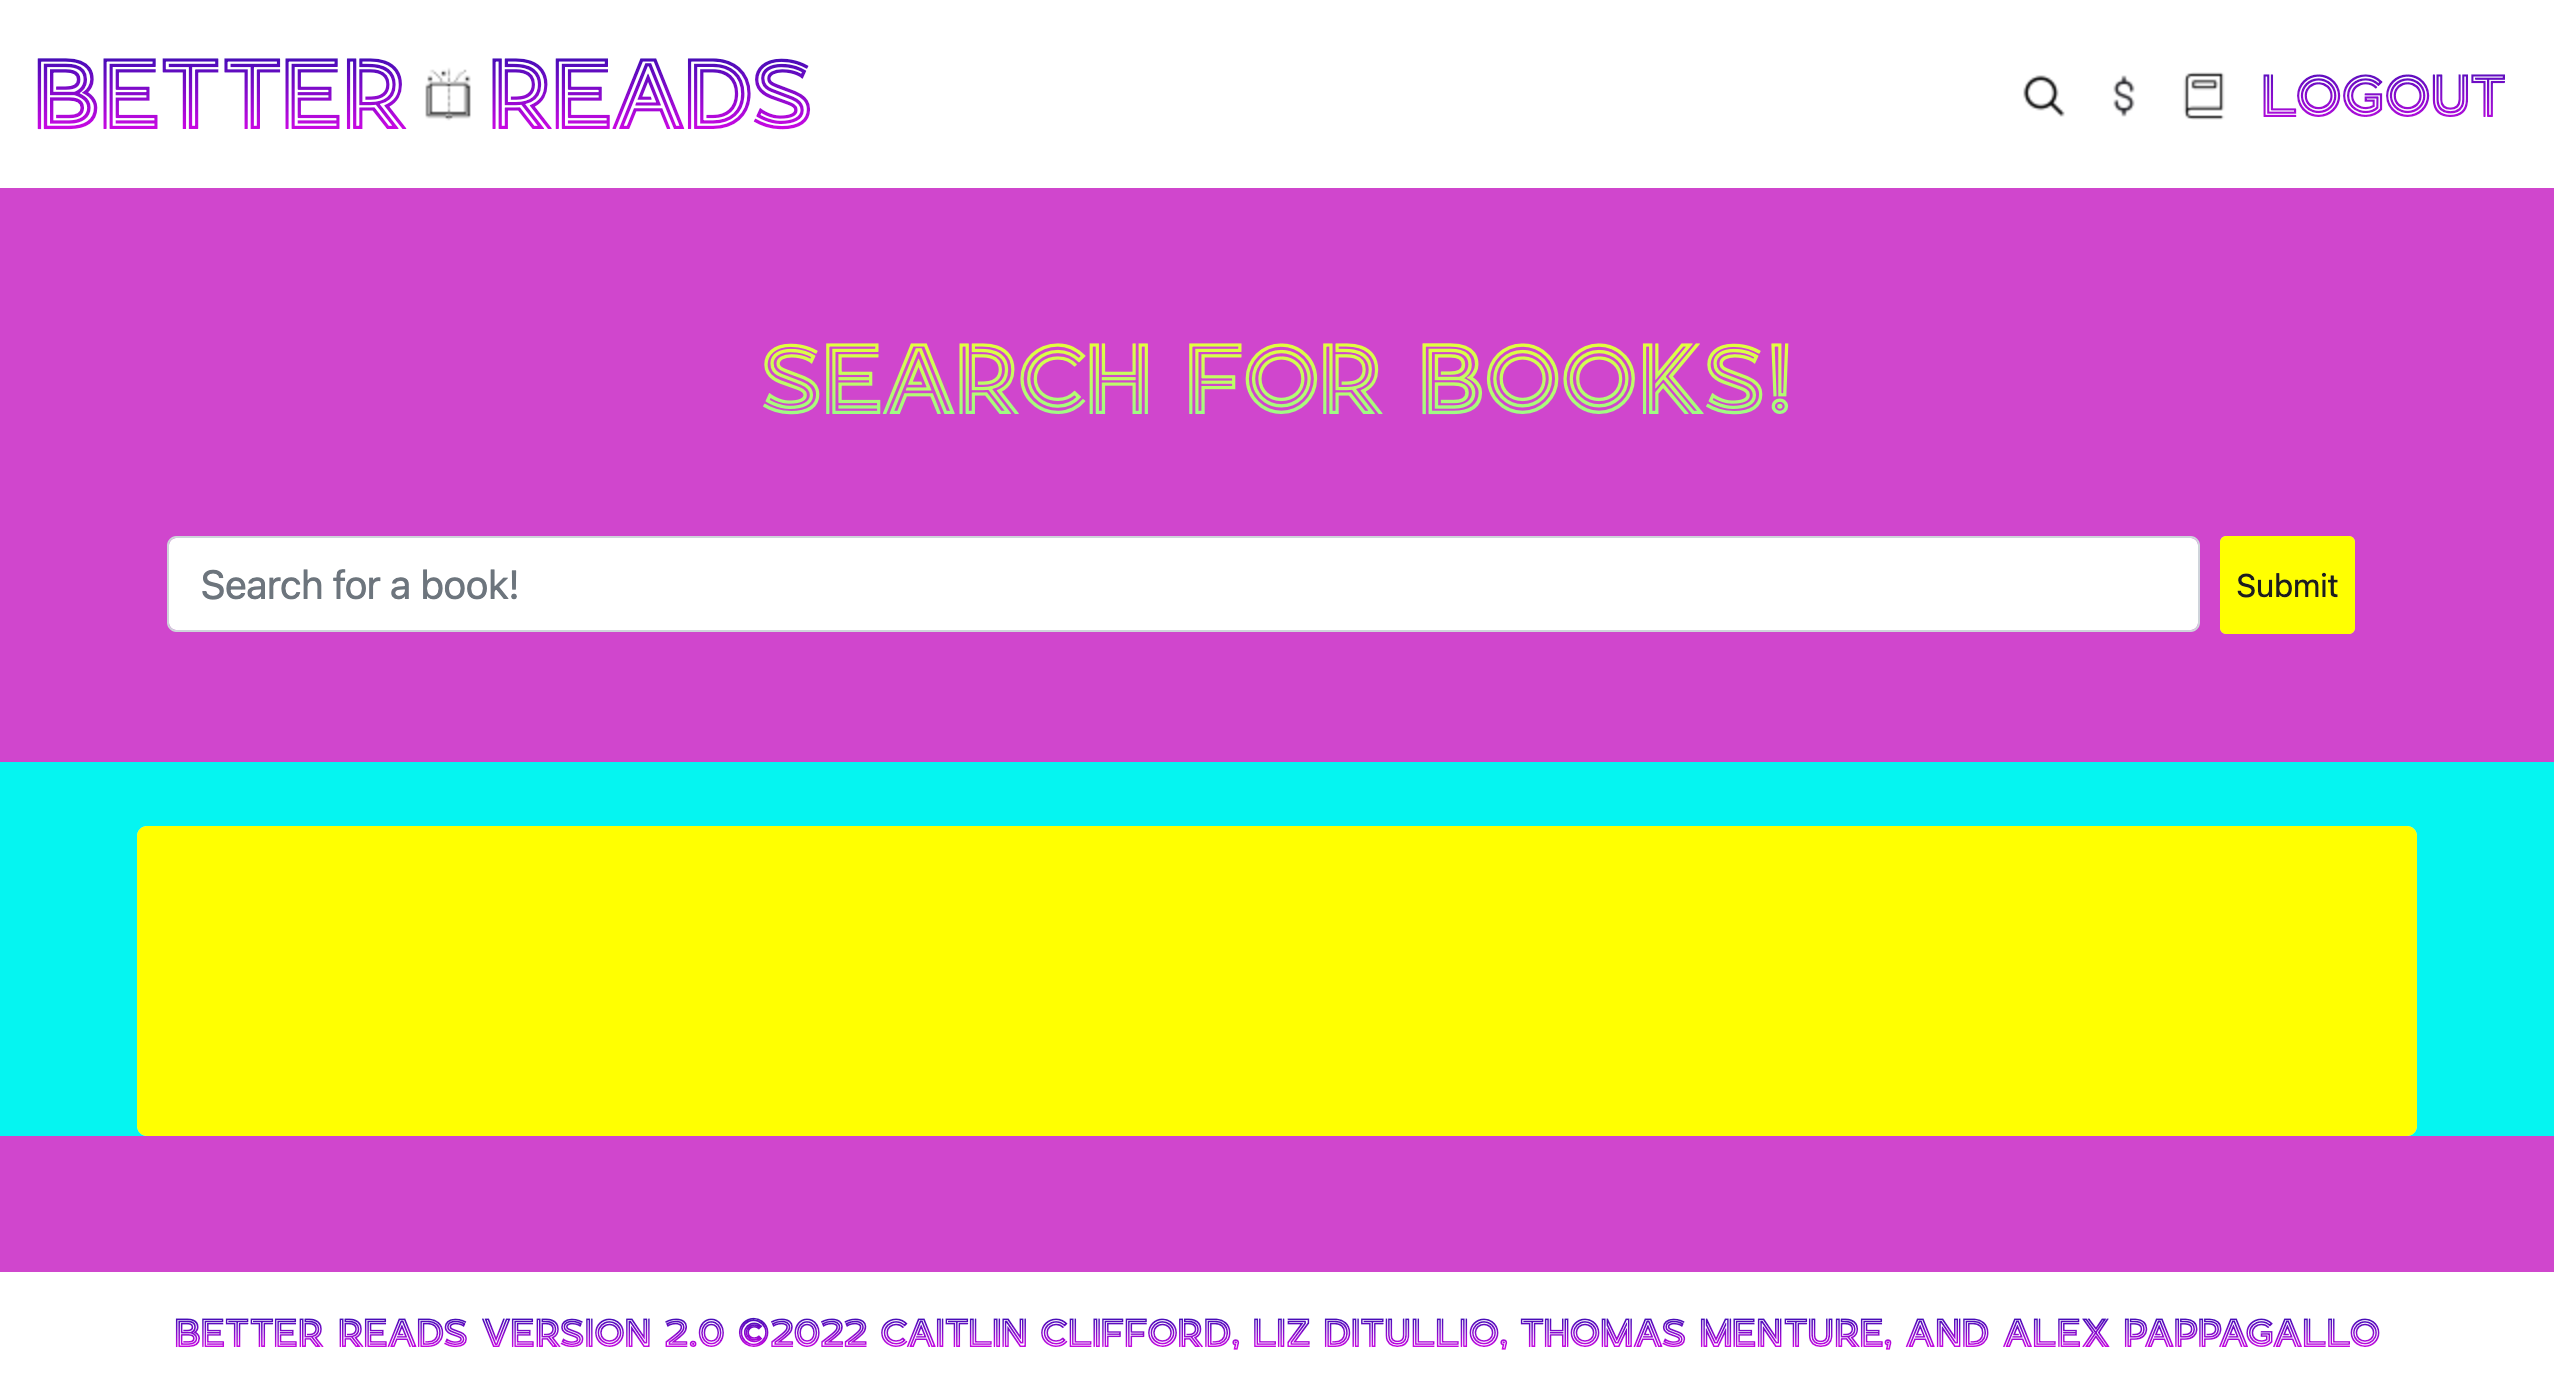 BETTER READS
$ LOGOUT
SEARCH FOR BOOKS!
Search for a book! Submit
BETTER READS VERSION 2.0 ©2022 CAITLIN CLIFFORD, LIZ DITULLIO, THOMAS MENTURE, AND ALEX PAPPAGALLO